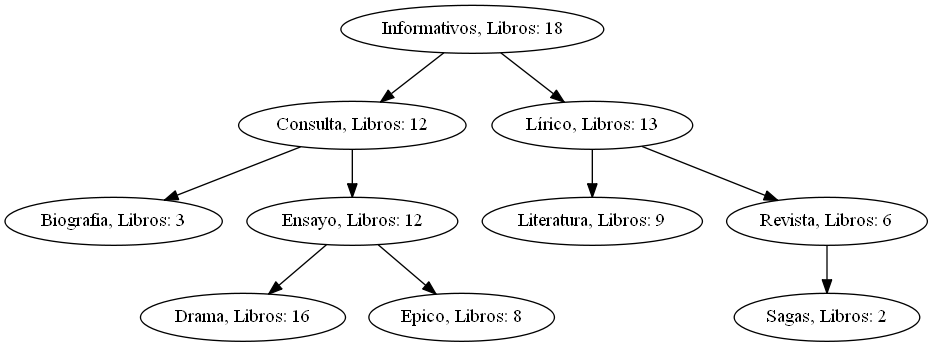 Informativos, Libros: 18
Consulta, Libros: 12
Lírico, Libros: 13
Biografia, Libros: 3
Ensayo, Libros: 12
Literatura, Libros: 9
Revista, Libros: 6
Drama, Libros: 16
Epico, Libros: 8
Sagas, Libros: 2